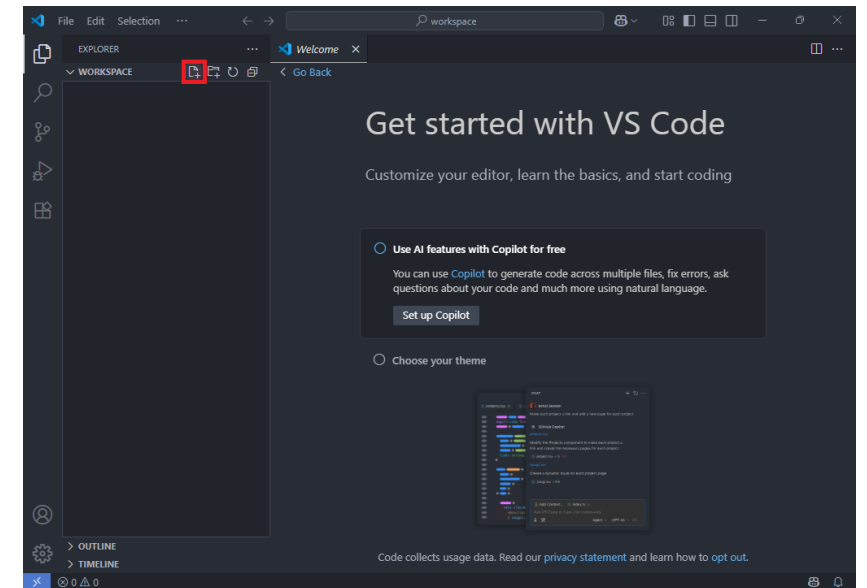 File Edit Selection ··· workspace
EXPLORER ···
Welcome
WORKSPACE
Go Back
Get started with VS Code
Customize your editor, learn the basics, and start coding
Use AI features with Copilot for free
You can use Copilot to generate code across multiple files, fix errors, ask
questions about your code and much more using natural language.
Set up Copilot
Choose your theme
OUTLINE
TIMELINE
Code collects usage data. Read our privacy statement and learn how to opt out.
0 0